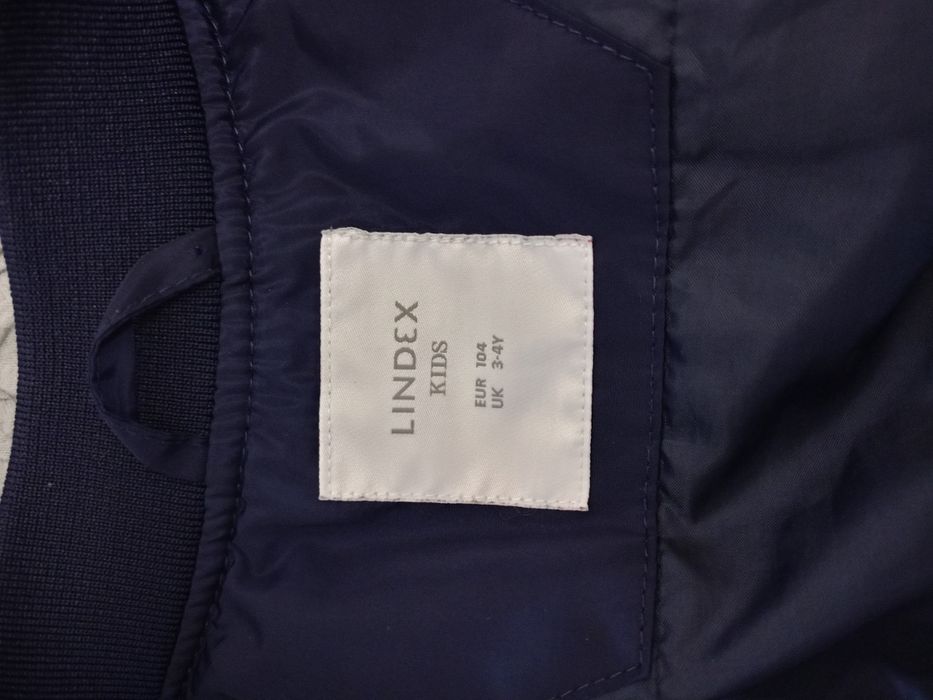 LINDEX
KIDS
EUR 104
UK 3-4Y